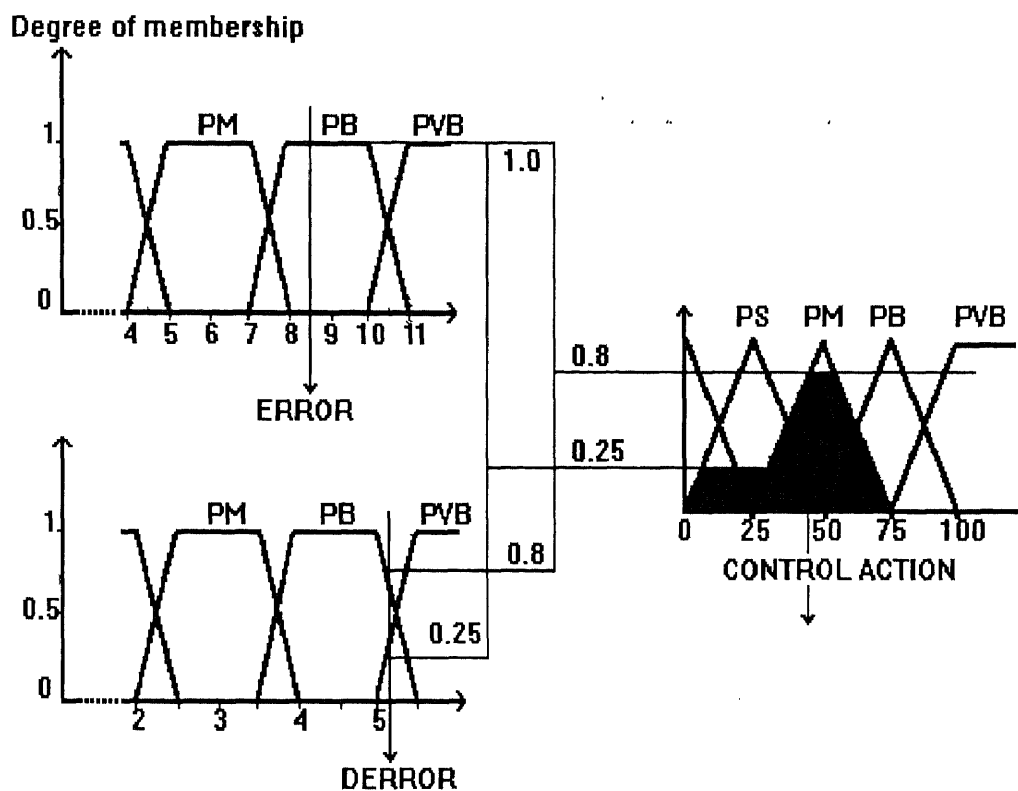 Degree of membership
1
PM PB PVB
1.0
0.5
0
4 5 6 7 8 9 10 11
ERROR
PS PM PB PVB
0.8
0.25
0 25 50 75 100
CONTROL ACTION
1
PM PB PVB
0.8
0.5
0.25
0
2 3 4 5
DERROR